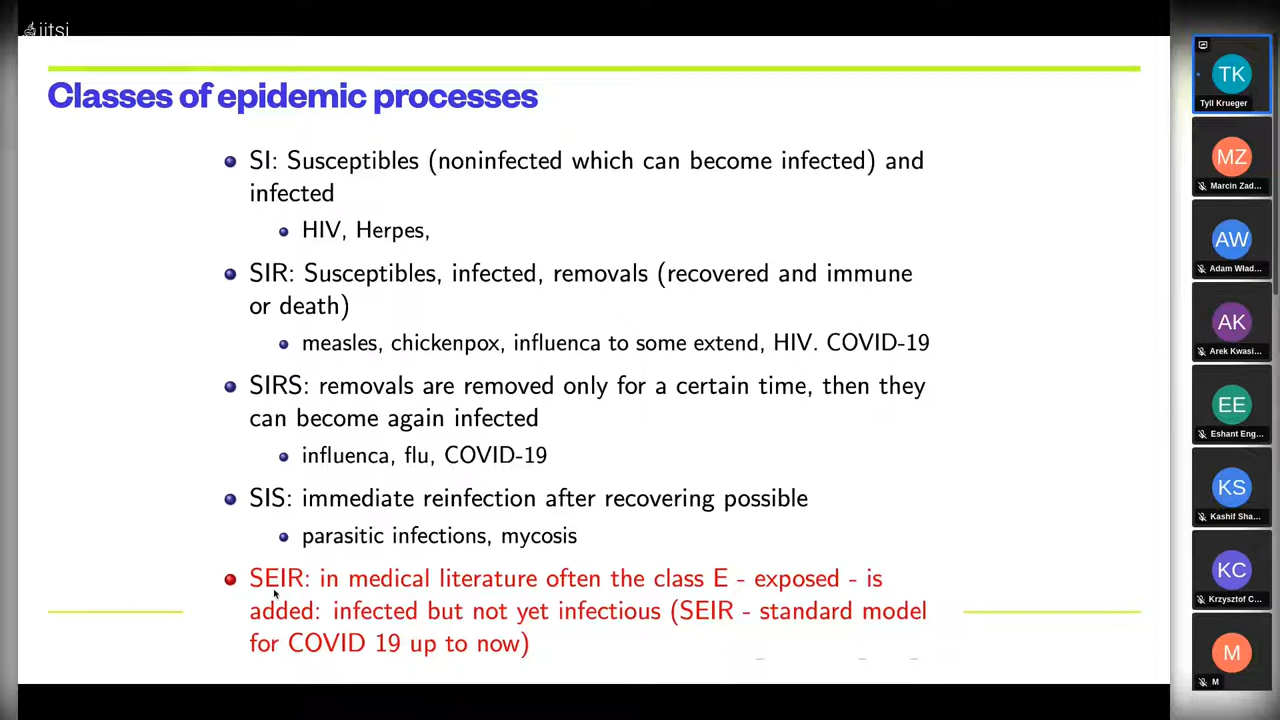 jitsi
Classes of epidemic processes
SI: Susceptibles (noninfected which can become infected) and
infected
HIV, Herpes,
SIR: Susceptibles, infected, removals (recovered and immune
or death)
measles, chickenpox, influenca to some extend, HIV. COVID-19
SIRS: removals are removed only for a certain time, then they
can become again infected
influenca, flu, COVID-19
SIS: immediate reinfection after recovering possible
parasitic infections, mycosis
SEIR: in medical literature often the class E - exposed - is
added: infected but not yet infectious (SEIR - standard model
for COVID 19 up to now)
TK
Tyll Krueger
MZ
Marcin Zad...
AW
Adam Wład...
AK
Arek Kwasi...
EE
Eshant Eng...
KS
Kashif Sha...
KC
Krzysztof C...
M
M